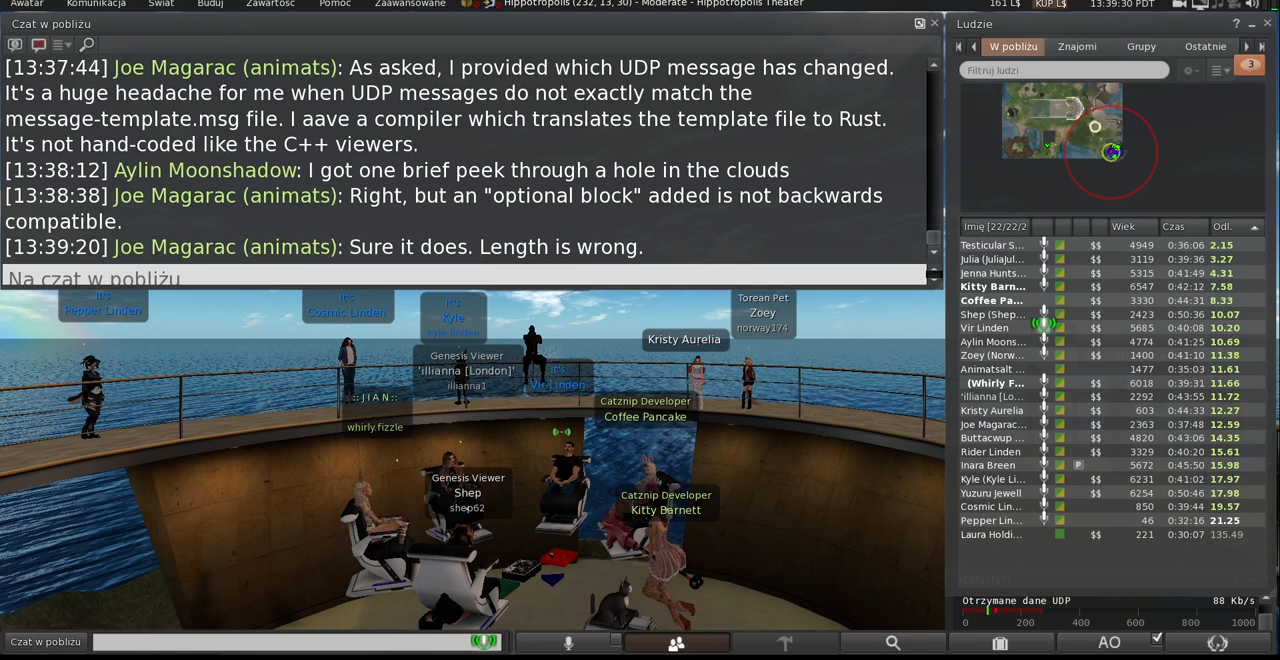 Awatar Komunikacja Świat Buduj Zawartość Pomoc Zaawansowane Hippotropolis (232, 13, 30) - Moderate - Hippotropolis Theater 161 L$ KUP L$ 13:39:30 PDT
Czat w pobliżu
[13:37:44] Joe Magarac (animats): As asked, I provided which UDP message has changed.
It's a huge headache for me when UDP messages do not exactly match the
message-template.msg file. I aave a compiler which translates the template file to Rust.
It's not hand-coded like the C++ viewers.
[13:38:12] Aylin Moonshadow: I got one brief peek through a hole in the clouds
[13:38:38] Joe Magarac (animats): Right, but an "optional block" added is not backwards
compatible.
[13:39:20] Joe Magarac (animats): Sure it does. Length is wrong.
Na czat w pobliżu
It's
Pepper Linden
It's
Cosmic Linden
It's
Kyle
kyle.linden
Torean Pet
Zoey
norway174
Kristy Aurelia
Genesis Viewer
'illianna [London]'
illianna1
It's
Vir Linden
:: J I A N ::
whirly.fizzle
Catznip Developer
Coffee Pancake
Genesis Viewer
Shep
shep62
Catznip Developer
Kitty Barnett
Czat w pobliżu
AO
Ludzie
? _ ×
W pobliżu Znajomi Grupy Ostatnie
Filtruj ludzi
3
Imię [22/22/2 Wiek Czas Odl.
Testicular S... $$ 4949 0:36:06 2.15
Julia (JuliaJul... $$ 3119 0:39:36 3.27
Jenna Hunts... $$ 5315 0:41:49 4.31
Kitty Barn... $$ 6547 0:42:12 7.58
Coffee Pa... $$ 3330 0:44:31 8.33
Shep (Shep... $$ 2423 0:50:36 10.07
Vir Linden $$ 5685 0:40:08 10.20
Aylin Moons... $$ 4774 0:41:25 10.69
Zoey (Norw... $$ 1400 0:41:10 11.38
Animatsalt ... 1477 0:35:03 11.61
(Whirly F... $$ 6018 0:39:31 11.66
'illianna [Lo... $$ 2292 0:43:55 11.72
Kristy Aurelia $$ 603 0:44:33 12.27
Joe Magarac... $$ 2363 0:37:48 12.59
Buttacwup ... $$ 4820 0:43:06 14.35
Rider Linden $$ 3329 0:40:20 15.61
Inara Breen P 5672 0:45:50 15.98
Kyle (Kyle Li... $$ 6231 0:41:02 17.97
Yuzuru Jewell $$ 6254 0:50:46 17.98
Cosmic Lin... 850 0:39:44 19.57
Pepper Lin... 46 0:32:16 21.25
Laura Holdi... $$ 221 0:30:07 135.49
Otrzymane dane UDP 88 Kb/s
0 200 400 600 800 1000